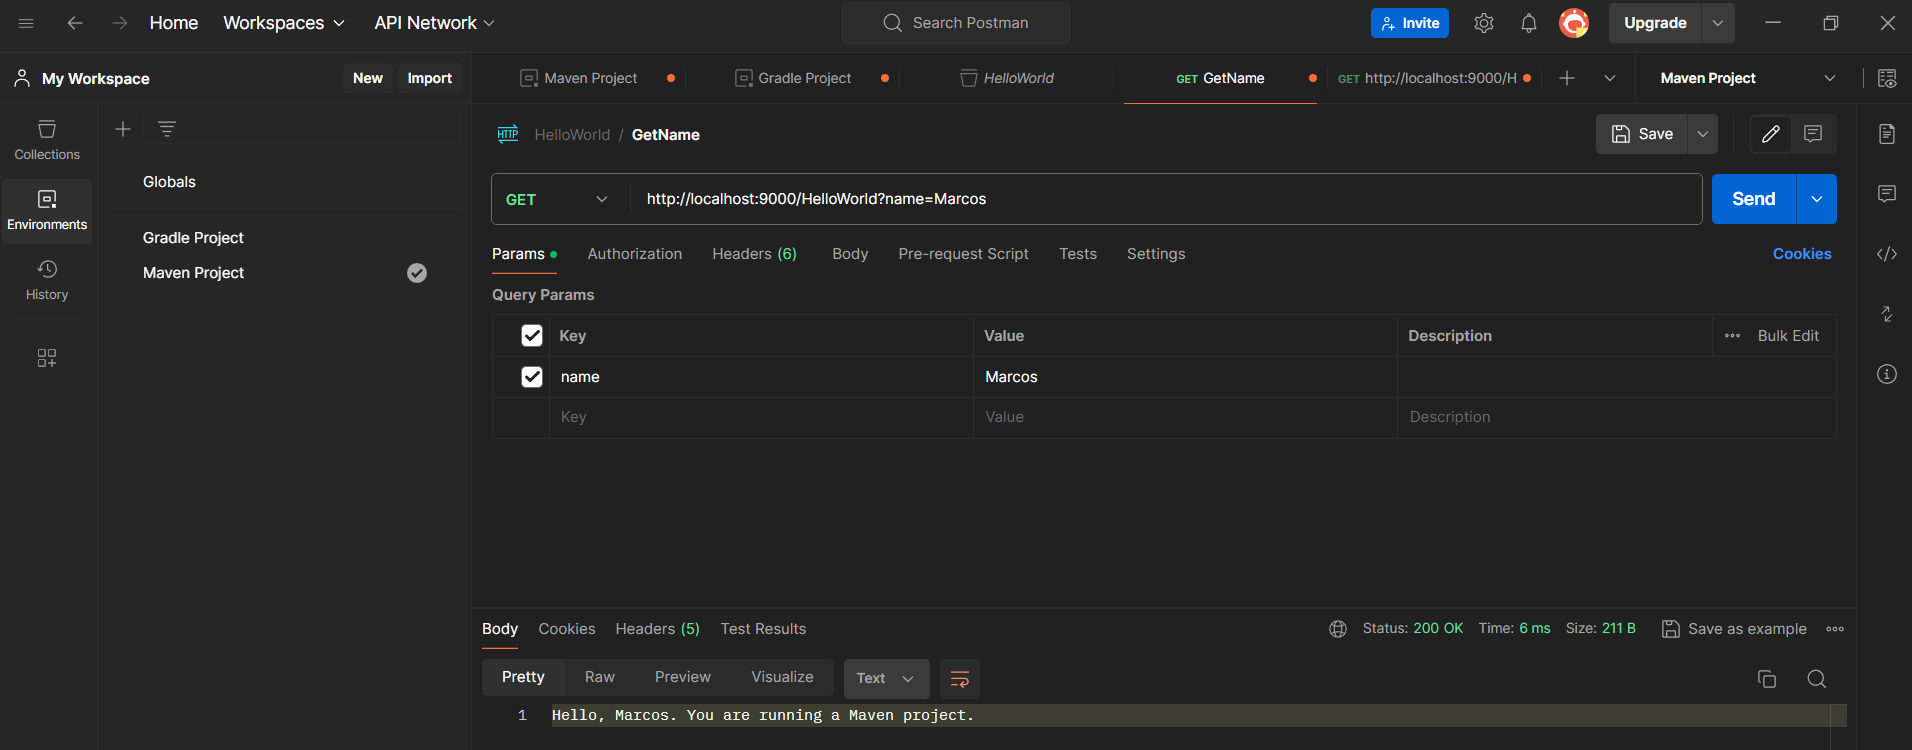 Home Workspaces API Network Search Postman Invite Upgrade
My Workspace New Import Maven Project Gradle Project HelloWorld GET GetName GET http://localhost:9000/H Maven Project
HTTP HelloWorld / GetName Save
Collections
Environments
History
Globals
Gradle Project
Maven Project
GET http://localhost:9000/HelloWorld?name=Marcos Send
Params Authorization Headers (6) Body Pre-request Script Tests Settings Cookies
Query Params
Key Value Description Bulk Edit
name Marcos
Key Value Description
Body Cookies Headers (5) Test Results Status: 200 OK Time: 6 ms Size: 211 B Save as example
Pretty Raw Preview Visualize Text
1 Hello, Marcos. You are running a Maven project.